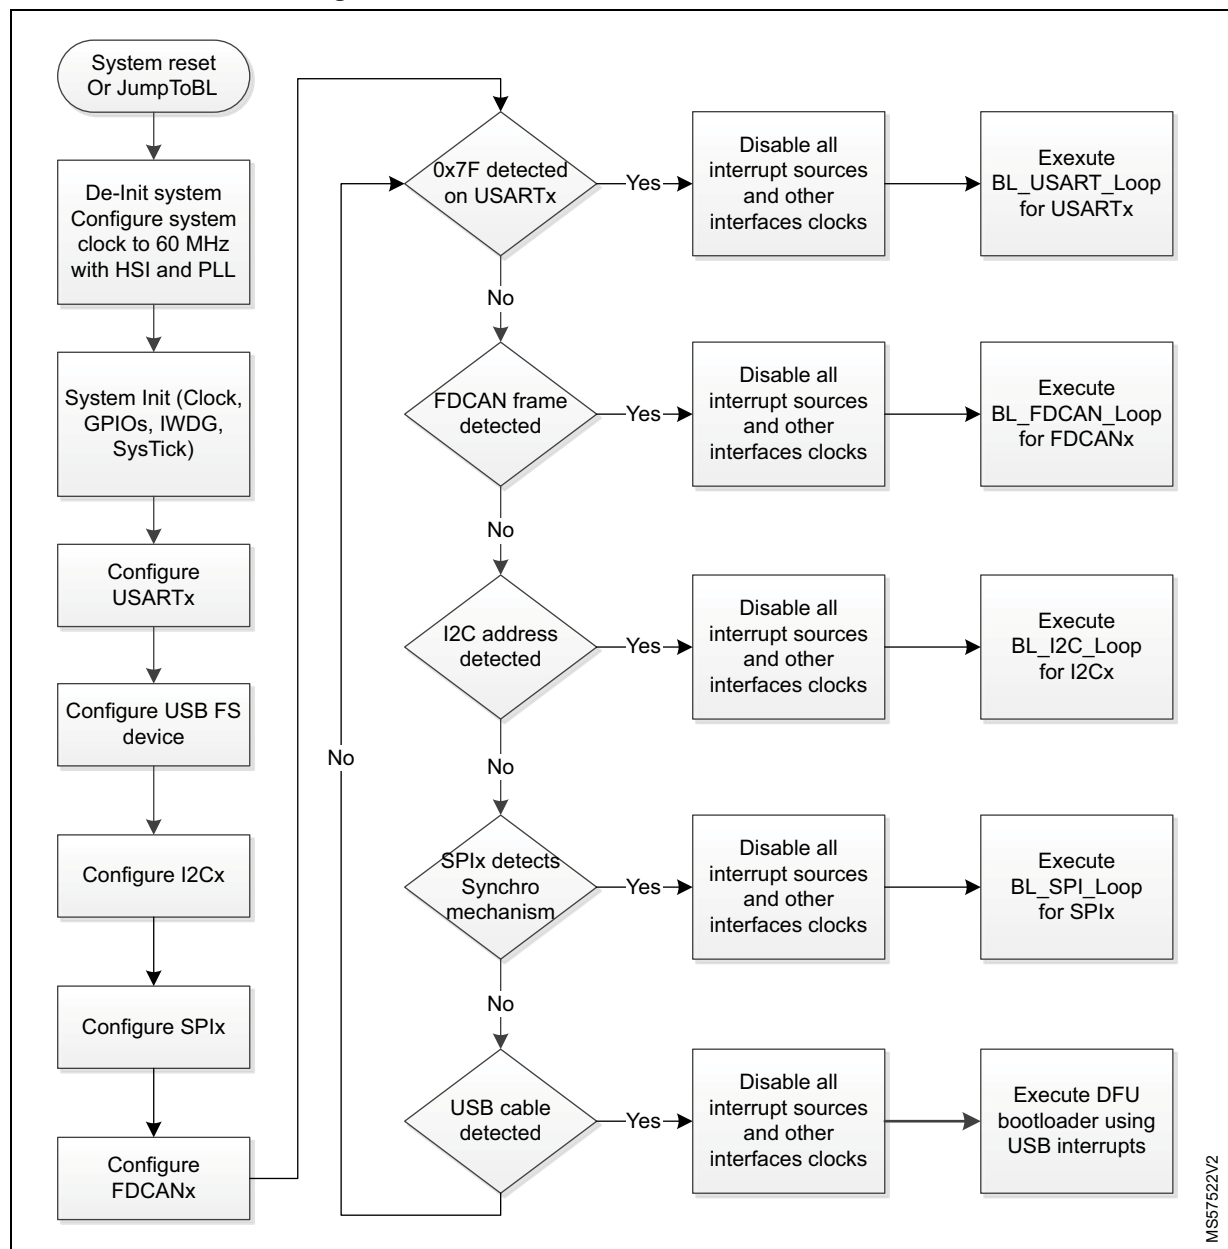 System reset
Or JumpToBL
De-Init system
Configure system
clock to 60 MHz
with HSI and PLL
System Init (Clock,
GPIOs, IWDG,
SysTick)
Configure
USARTx
Configure USB FS
device
Configure I2Cx
Configure SPIx
Configure
FDCANx
0x7F detected
on USARTx
Yes
Disable all
interrupt sources
and other
interfaces clocks
Exexute
BL_USART_Loop
for USARTx
No
FDCAN frame
detected
Yes
Disable all
interrupt sources
and other
interfaces clocks
Execute
BL_FDCAN_Loop
for FDCANx
No
I2C address
detected
Yes
Disable all
interrupt sources
and other
interfaces clocks
Execute
BL_I2C_Loop
for I2Cx
No
SPIx detects
Synchro
mechanism
Yes
Disable all
interrupt sources
and other
interfaces clocks
Execute
BL_SPI_Loop
for SPIx
No
USB cable
detected
Yes
Disable all
interrupt sources
and other
interfaces clocks
Execute DFU
bootloader using
USB interrupts
No
MS57522V2